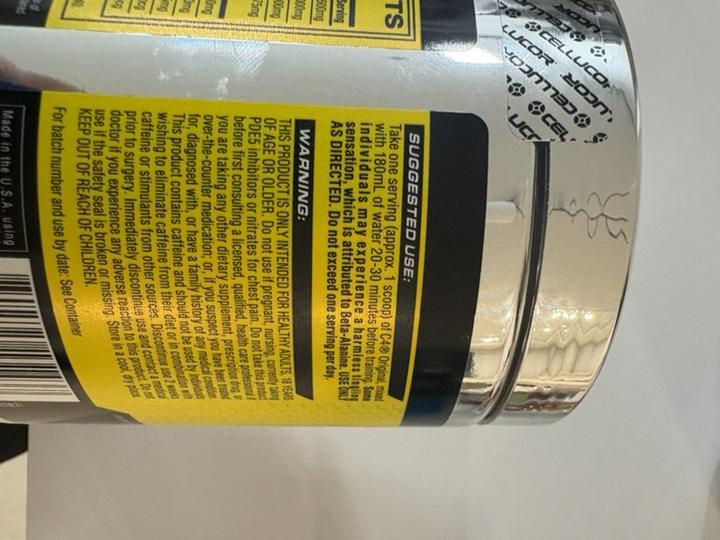 SUGGESTED USE:
Take one serving (approx. 1 scoop) of C4® Original, mixed
with 180mL of water 20-30 minutes before training. Some
individuals may experience a harmless tingling
sensation, which is attributed to Beta-Alanine. USE ONLY
AS DIRECTED. Do not exceed one serving per day.
WARNING:
THIS PRODUCT IS ONLY INTENDED FOR HEALTHY ADULTS, 18 YEARS
OF AGE OR OLDER. Do not use if pregnant, nursing, currently taking
PDE5 inhibitors or nitrates for chest pain. Do not take this product
before first consulting a licensed, qualified, health care professional if
you are taking any other dietary supplement, prescription drug, or
over-the-counter medication; or, if you suspect you have, been treated
for, diagnosed with, or have a family history of any medical condition.
This product contains caffeine and should not be used by those
wishing to eliminate caffeine from their diet or in combination with
caffeine or stimulants from other sources. Discontinue use 2 weeks
prior to surgery. Immediately discontinue use and contact a medical
doctor if you experience any adverse reaction to this product. Do not
use if the safety seal is broken or missing. Store in a cool, dry place.
KEEP OUT OF REACH OF CHILDREN.
For batch number and use by date: See Container
Made in the U.S.A. using
TS
Serving
CELLUCOR
CELLUCOR
UCOR
UCOR
CEL
UCC